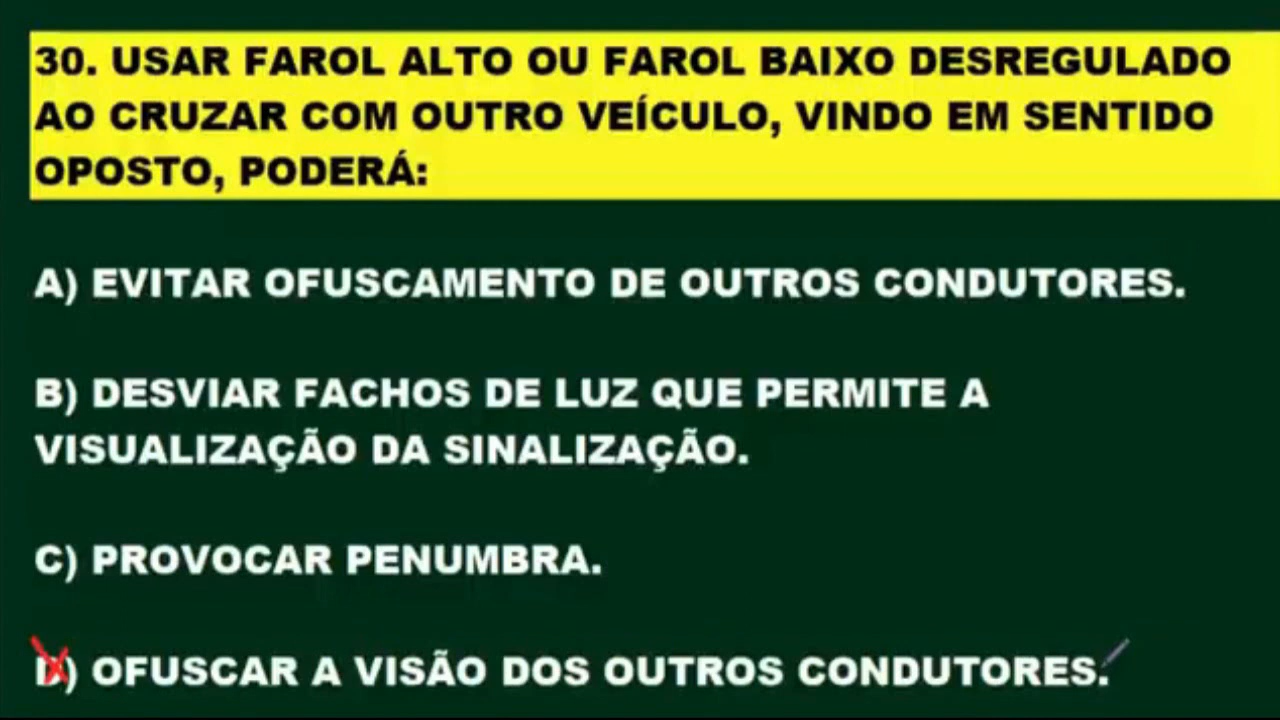 30. USAR FAROL ALTO OU FAROL BAIXO DESREGULADO
AO CRUZAR COM OUTRO VEÍCULO, VINDO EM SENTIDO
OPOSTO, PODERÁ:
A) EVITAR OFUSCAMENTO DE OUTROS CONDUTORES.
B) DESVIAR FACHOS DE LUZ QUE PERMITE A
VISUALIZAÇÃO DA SINALIZAÇÃO.
C) PROVOCAR PENUMBRA.
D) OFUSCAR A VISÃO DOS OUTROS CONDUTORES.